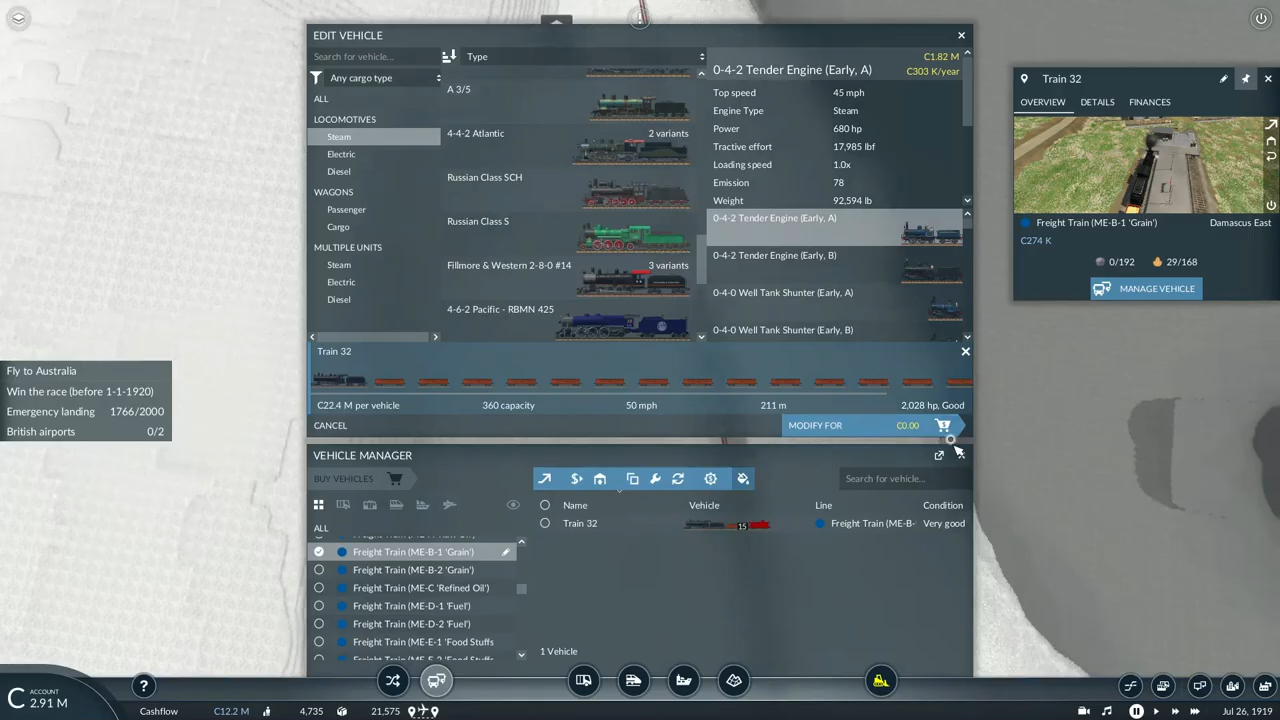 EDIT VEHICLE
Search for vehicle...
Type
Any cargo type
ALL
LOCOMOTIVES
Steam
Electric
Diesel
WAGONS
Passenger
Cargo
MULTIPLE UNITS
Steam
Electric
Diesel
A 3/5
4-4-2 Atlantic
2 variants
Russian Class SCH
Russian Class S
Fillmore & Western 2-8-0 #14
3 variants
4-6-2 Pacific - RBMN 425
C1.82 M
0-4-2 Tender Engine (Early, A)
C303 K/year
Top speed 45 mph
Engine Type Steam
Power 680 hp
Tractive effort 17,985 lbf
Loading speed 1.0x
Emission 78
Weight 92,594 lb
0-4-2 Tender Engine (Early, A)
0-4-2 Tender Engine (Early, B)
0-4-0 Well Tank Shunter (Early, A)
0-4-0 Well Tank Shunter (Early, B)
Train 32
C22.4 M per vehicle 360 capacity 50 mph 211 m 2,028 hp, Good
CANCEL
MODIFY FOR C0.00
Train 32
OVERVIEW DETAILS FINANCES
Freight Train (ME-B-1 'Grain') Damascus East
C274 K
0/192 29/168
MANAGE VEHICLE
Fly to Australia
Win the race (before 1-1-1920)
Emergency landing 1766/2000
British airports 0/2
VEHICLE MANAGER
BUY VEHICLES
Search for vehicle...
ALL
Freight Train (ME-B-1 'Grain')
Freight Train (ME-B-2 'Grain')
Freight Train (ME-C 'Refined Oil')
Freight Train (ME-D-1 'Fuel')
Freight Train (ME-D-2 'Fuel')
Freight Train (ME-E-1 'Food Stuffs
Name Vehicle Line Condition
Train 32 15 Freight Train (ME-B- Very good
1 Vehicle
?
C ACCOUNT
2.91 M
Cashflow C12.2 M 4,735 21,575
Jul 26, 1919